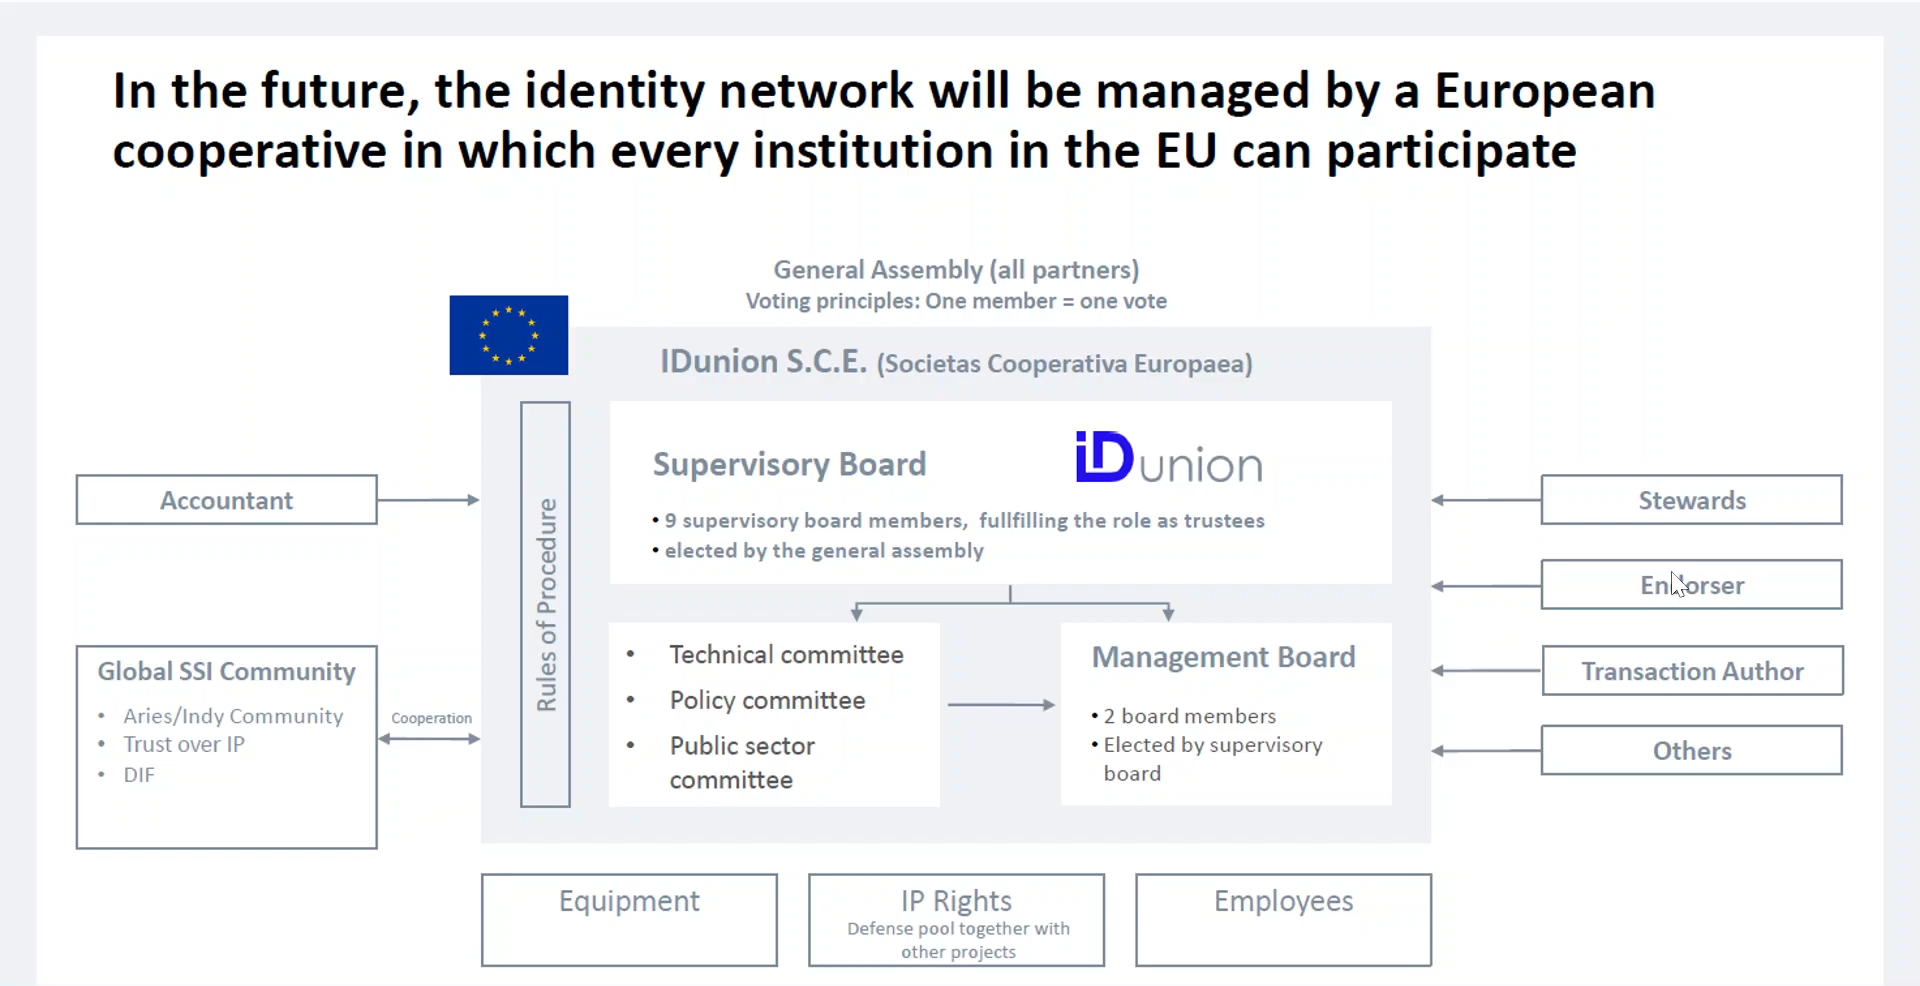 In the future, the identity network will be managed by a European
cooperative in which every institution in the EU can participate
General Assembly (all partners)
Voting principles: One member = one vote
IDunion S.C.E. (Societas Cooperativa Europaea)
Rules of Procedure
Supervisory Board
iDunion
• 9 supervisory board members, fullfilling the role as trustees
• elected by the general assembly
• Technical committee
• Policy committee
• Public sector
committee
Management Board
• 2 board members
• Elected by supervisory
board
Accountant
Global SSI Community
• Aries/Indy Community
• Trust over IP
• DIF
Cooperation
Stewards
Endorser
Transaction Author
Others
Equipment
IP Rights
Defense pool together with
other projects
Employees